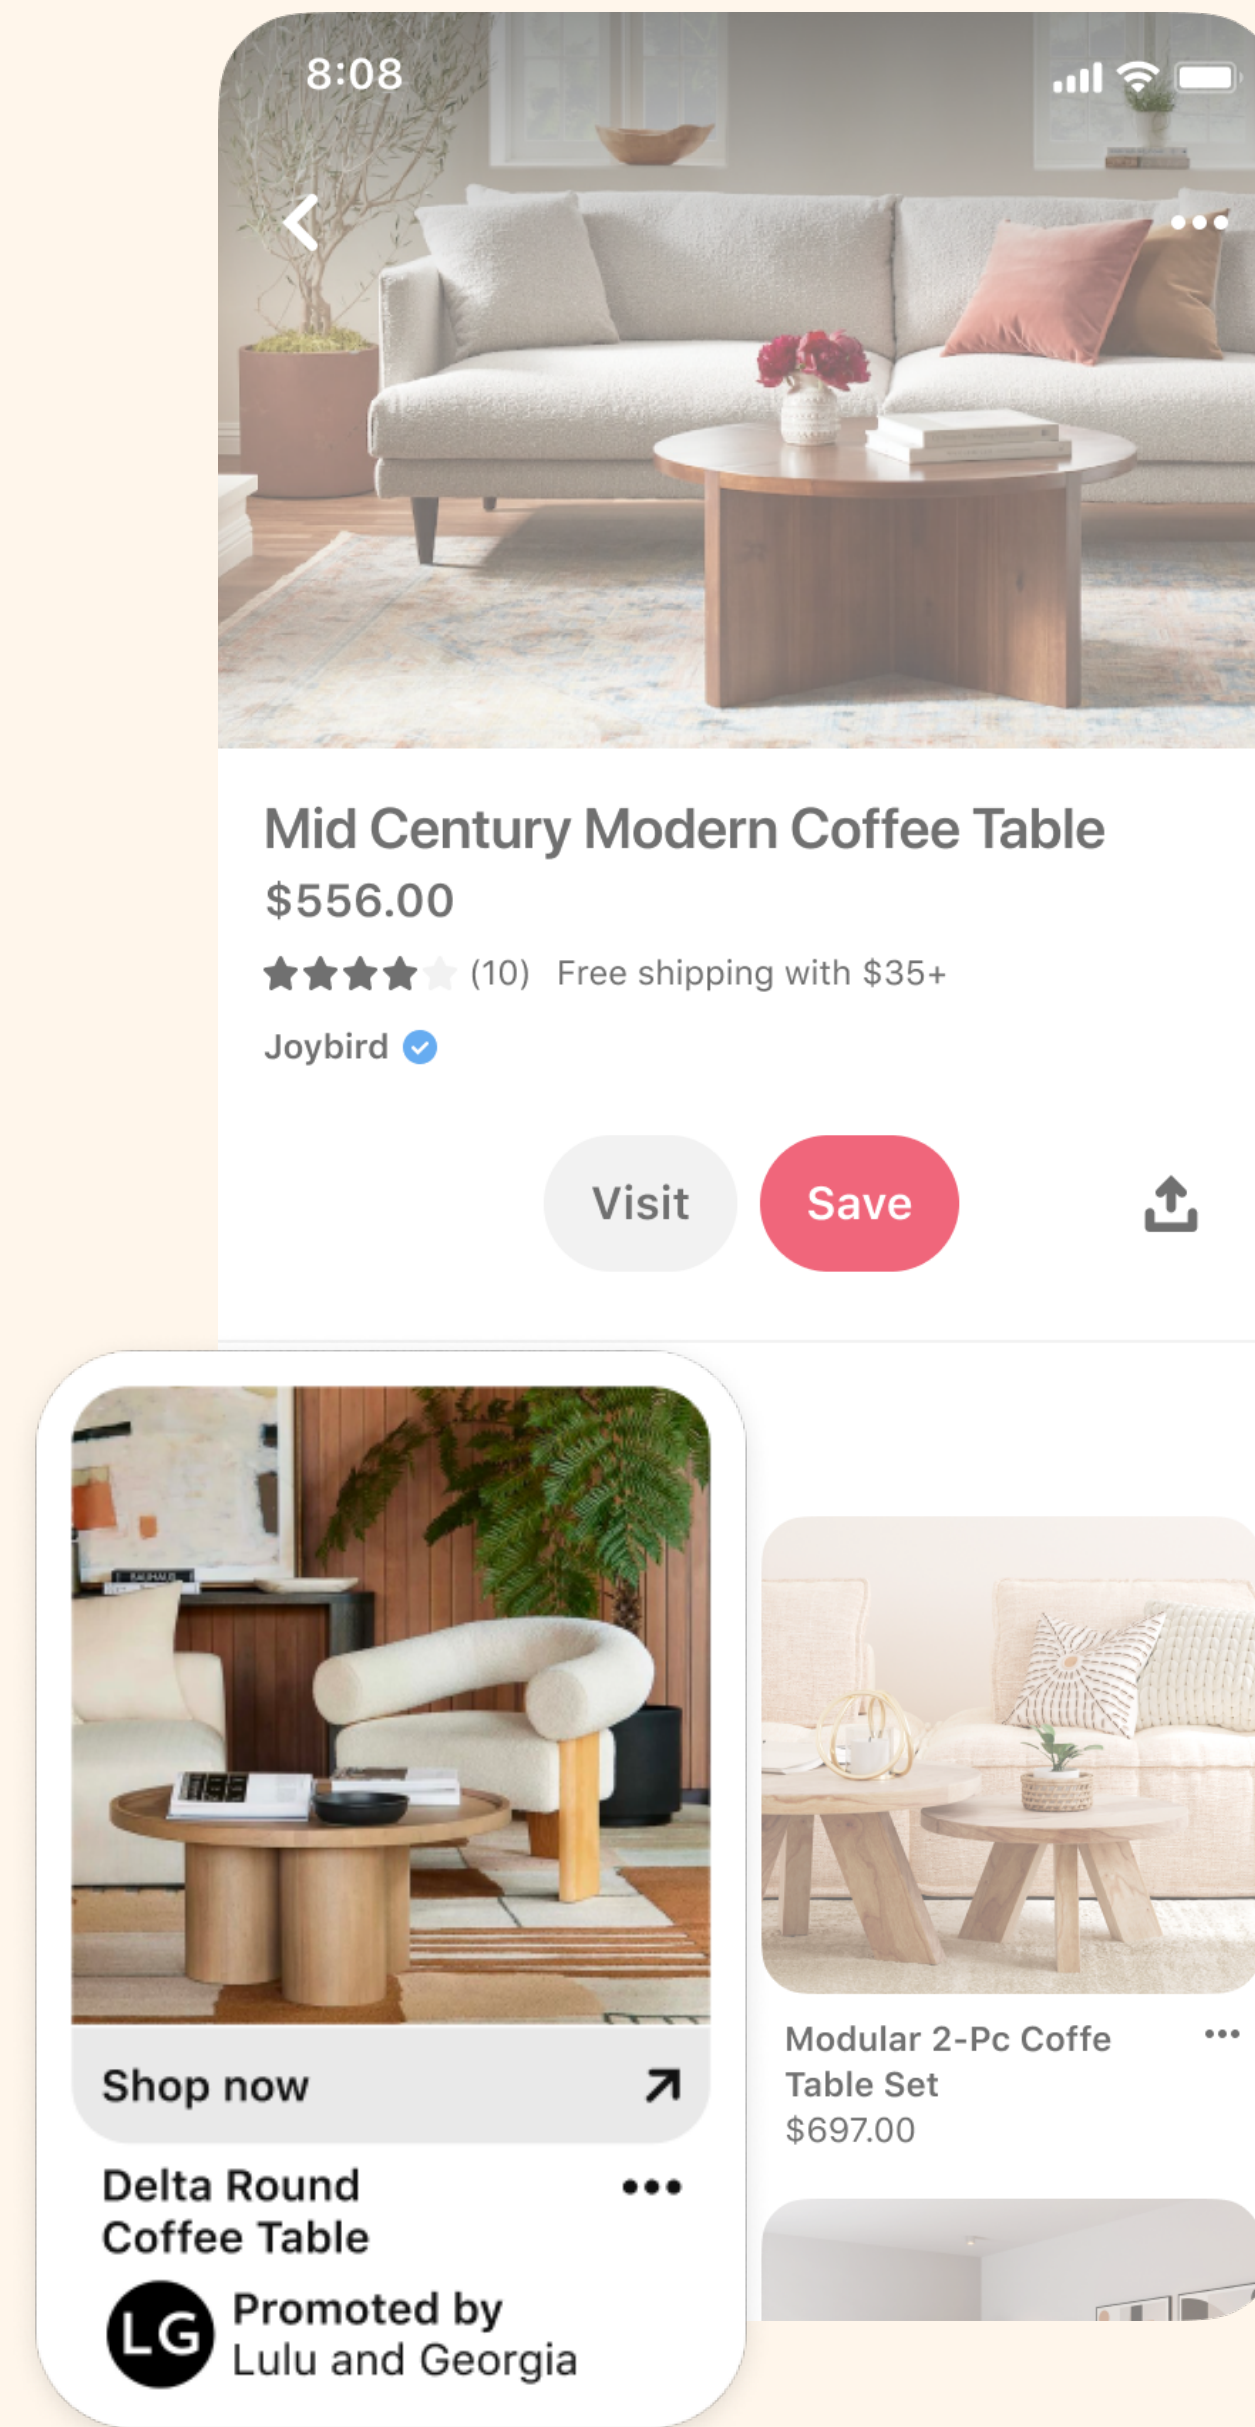 8:08
Mid Century Modern Coffee Table
$556.00
(10) Free shipping with $35+
Joybird
Visit
Save
BAUHAUS
Shop now
Delta Round
Coffee Table
LG
Promoted by
Lulu and Georgia
Modular 2-Pc Coffe
Table Set
$697.00